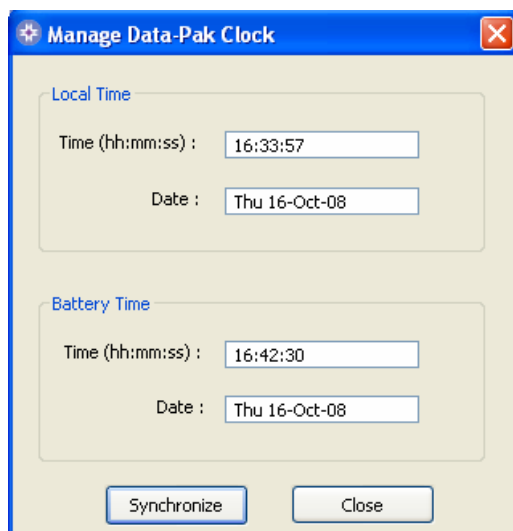 Manage Data-Pak Clock
Local Time
Time (hh:mm:ss) : 16:33:57
Date : Thu 16-Oct-08
Battery Time
Time (hh:mm:ss) : 16:42:30
Date : Thu 16-Oct-08
Synchronize Close